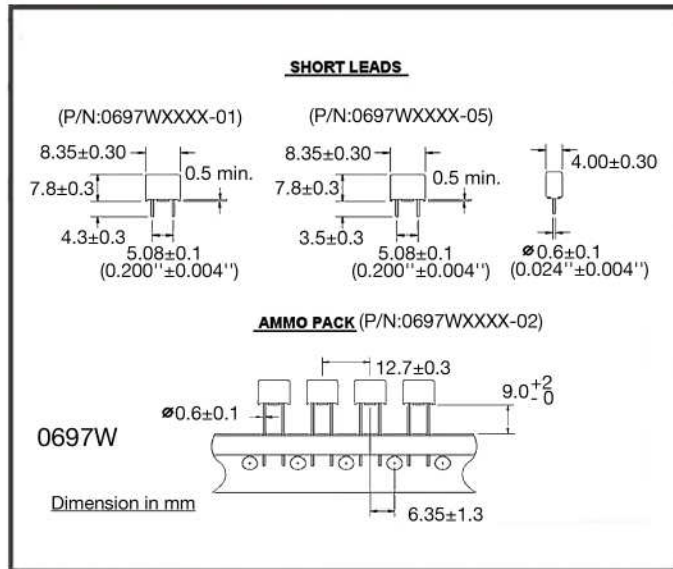 SHORT LEADS
(P/N:0697WXXXX-01)
(P/N:0697WXXXX-05)
8.35±0.30
7.8±0.3
0.5 min.
4.3±0.3
5.08±0.1
(0.200''±0.004'')
8.35±0.30
7.8±0.3
0.5 min.
3.5±0.3
5.08±0.1
(0.200''±0.004'')
4.00±0.30
ø0.6±0.1
(0.024''±0.004'')
AMMO PACK (P/N:0697WXXXX-02)
12.7±0.3
9.0 +2 - 0
ø0.6±0.1
0697W
Dimension in mm
6.35±1.3